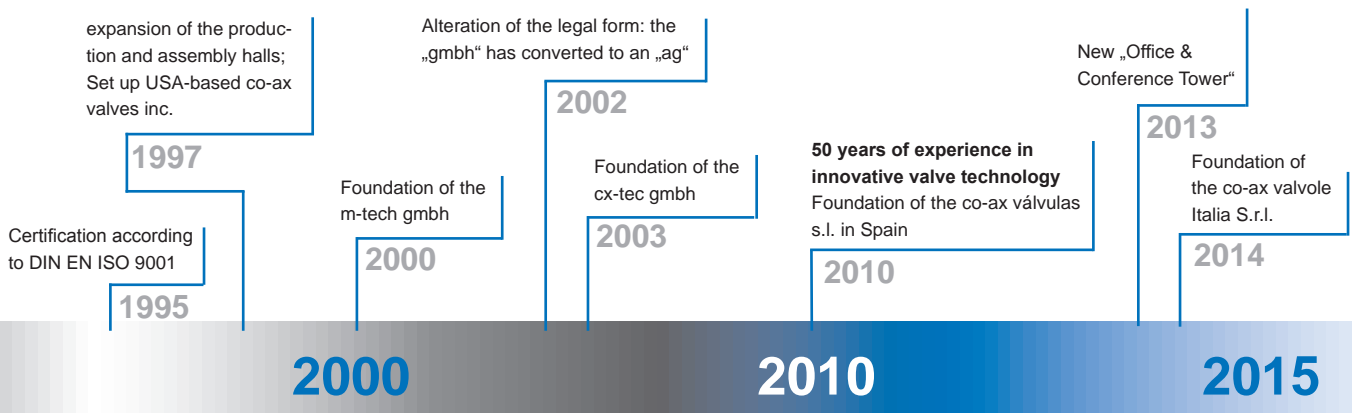 expansion of the produc-
tion and assembly halls;
Set up USA-based co-ax
valves inc.
1997
Certification according
to DIN EN ISO 9001
1995
Foundation of the
m-tech gmbh
2000
Alteration of the legal form: the
„gmbh“ has converted to an „ag“
2002
Foundation of the
cx-tec gmbh
2003
50 years of experience in
innovative valve technology
Foundation of the co-ax válvulas
s.l. in Spain
2010
New „Office &
Conference Tower“
2013
Foundation of
the co-ax valvole
Italia S.r.l.
2014
2000
2010
2015